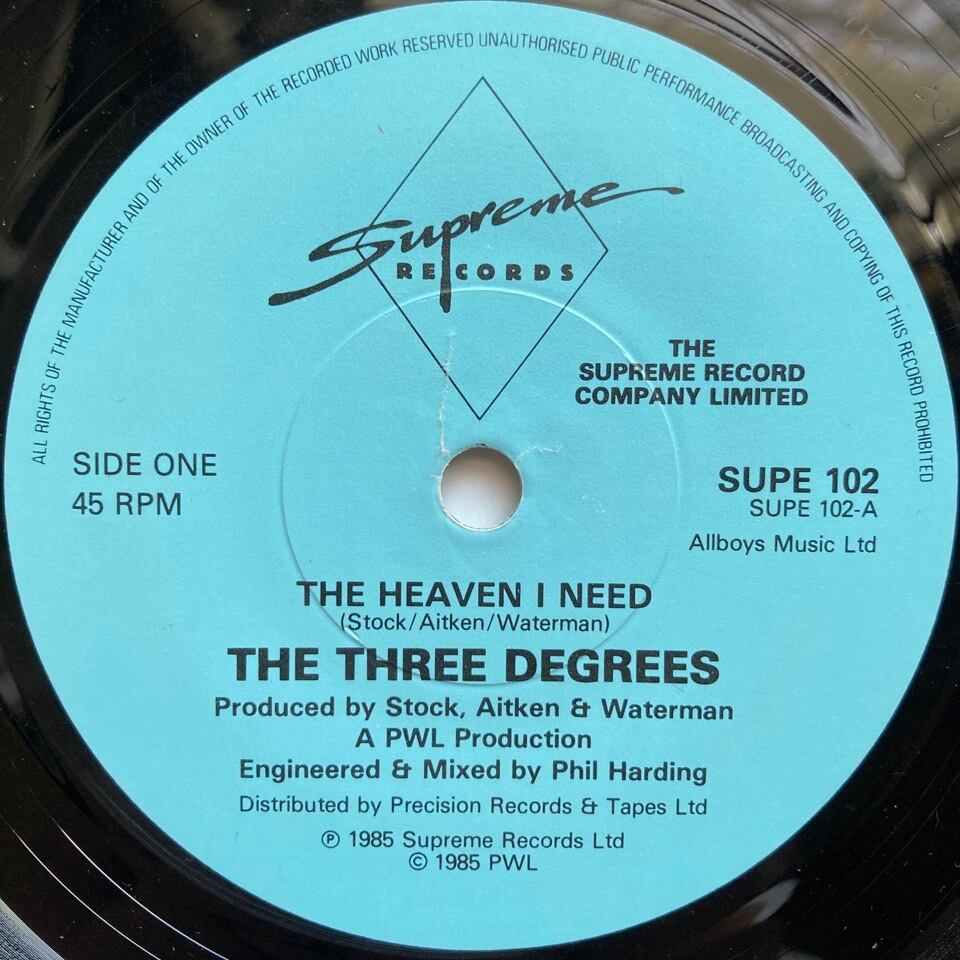 ALL RIGHTS OF THE MANUFACTURER AND OF THE OWNER OF THE RECORDED WORK RESERVED UNAUTHORISED PUBLIC PERFORMANCE BROADCASTING AND COPYING OF THIS RECORD PROHIBITED
Supreme
RECORDS
THE
SUPREME RECORD
COMPANY LIMITED
SIDE ONE
45 RPM
SUPE 102
SUPE 102-A
Allboys Music Ltd
THE HEAVEN I NEED
(Stock/Aitken/Waterman)
THE THREE DEGREES
Produced by Stock, Aitken & Waterman
A PWL Production
Engineered & Mixed by Phil Harding
Distributed by Precision Records & Tapes Ltd
℗ 1985 Supreme Records Ltd
© 1985 PWL